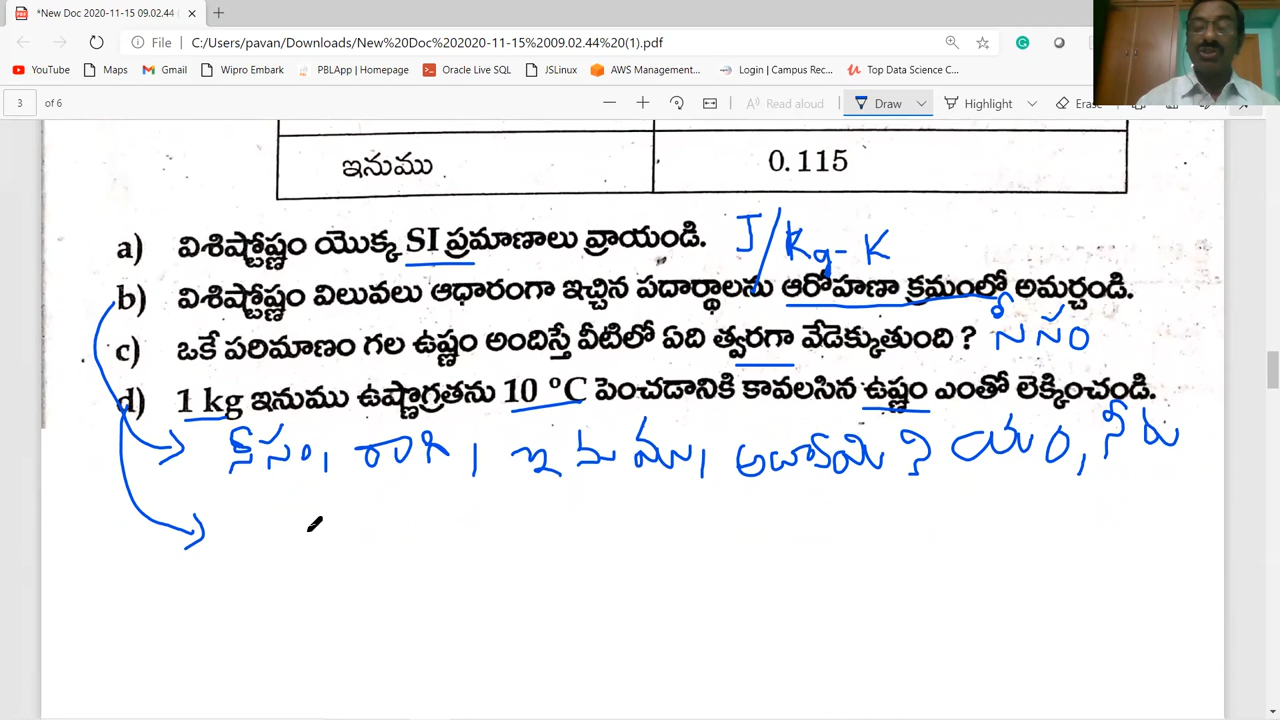 *New Doc 2020-11-15 09.02.44
File C:/Users/pavan/Downloads/New%20Doc%202020-11-15%2009.02.44%20(1).pdf
YouTube Maps Gmail Wipro Embark PBLApp | Homepage Oracle Live SQL JSLinux AWS Management... Login | Campus Rec... Top Data Science C...
3 of 6 Read aloud Draw Highlight Erase
ఇనుము 0.115
a) విశిష్టోష్ణం యొక్క SI ప్రమాణాలు వ్రాయండి. J/Kg-K
b) విశిష్టోష్ణం విలువలు ఆధారంగా ఇచ్చిన పదార్థాలను ఆరోహణా క్రమంలో అమర్చండి.
c) ఒకే పరిమాణం గల ఉష్ణం అందిస్తే వీటిలో ఏది త్వరగా వేడెక్కుతుంది ? సీసం
d) 1 kg ఇనుము ఉష్ణోగ్రతను 10 °C పెంచడానికి కావలసిన ఉష్ణం ఎంతో లెక్కించండి.
సీసం, రాగి, ఇనుము, అల్యూమినియం, నీరు